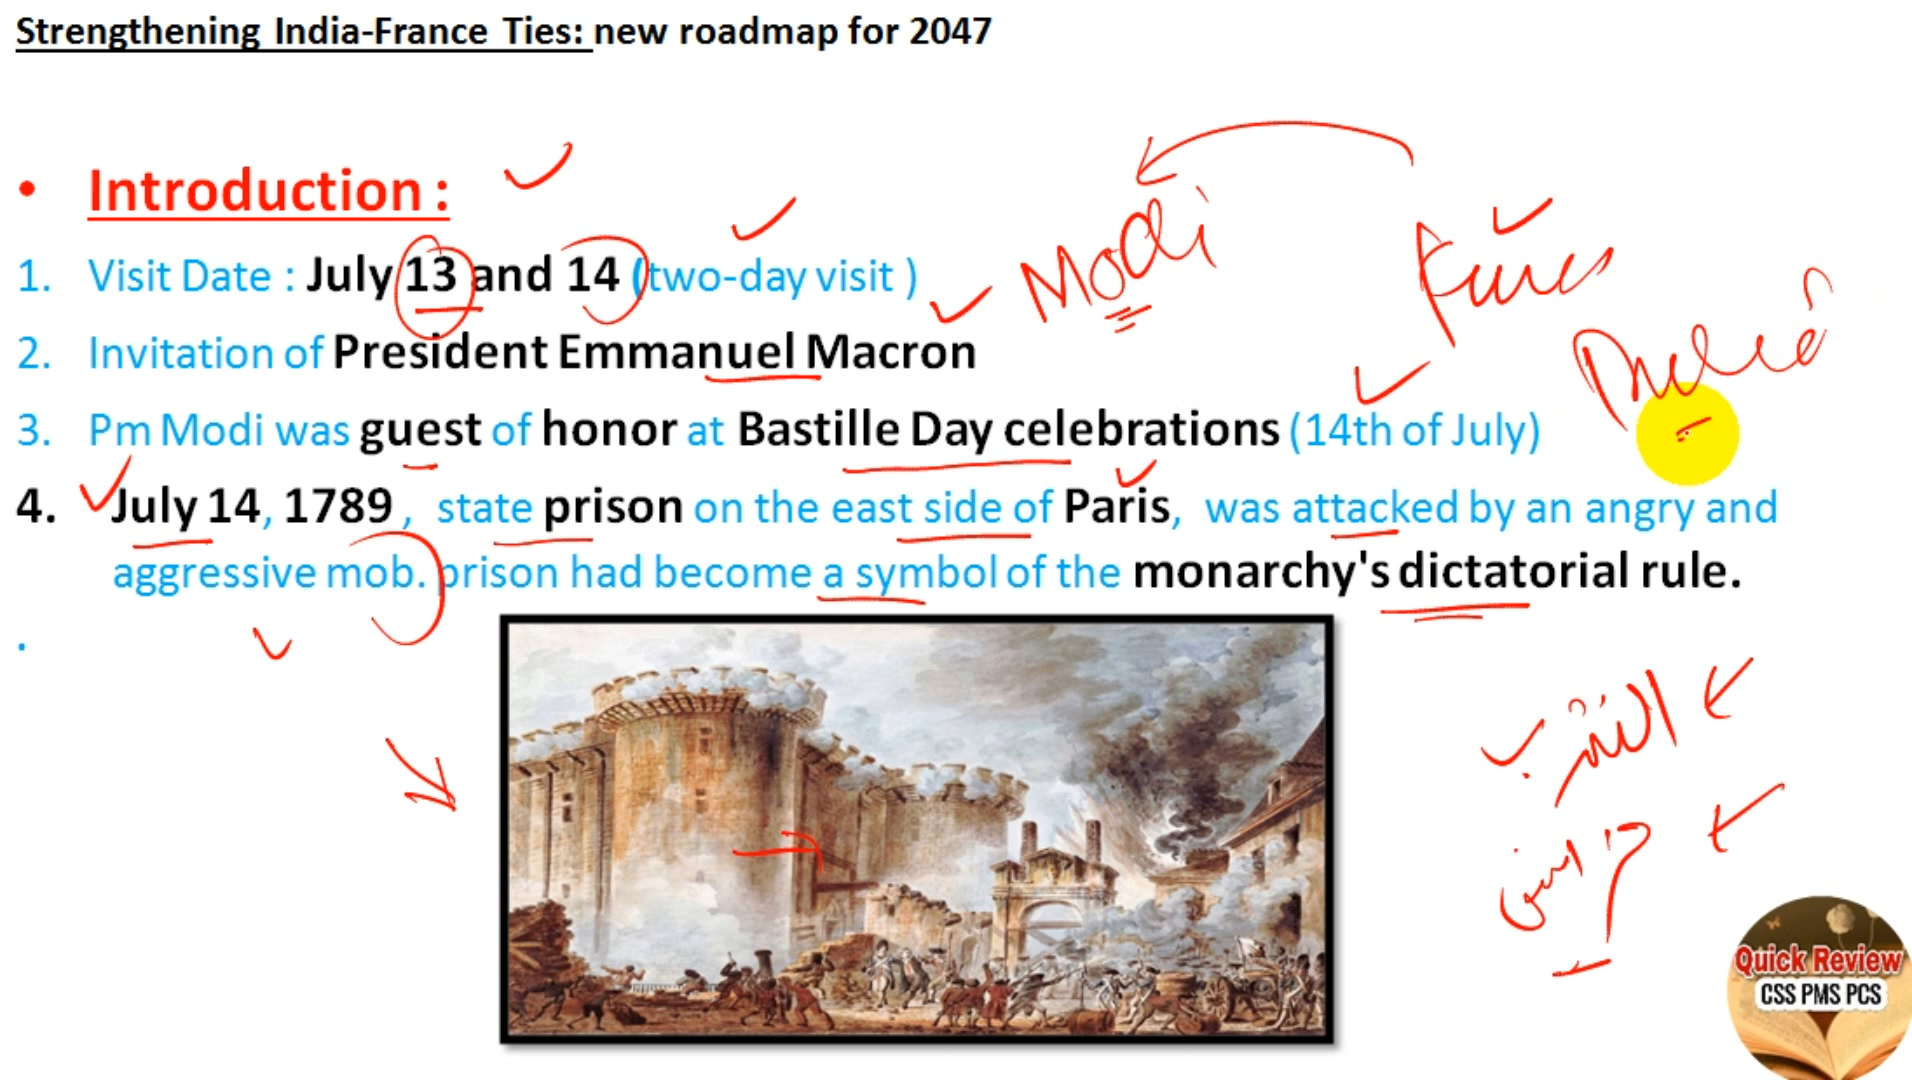 Strengthening India-France Ties: new roadmap for 2047
• Introduction :
1. Visit Date : July 13 and 14 (two-day visit )
2. Invitation of President Emmanuel Macron
3. Pm Modi was guest of honor at Bastille Day celebrations (14th of July)
4. July 14, 1789 , state prison on the east side of Paris, was attacked by an angry and
aggressive mob. prison had become a symbol of the monarchy's dictatorial rule.
.
Modi
Quick Review
CSS PMS PCS